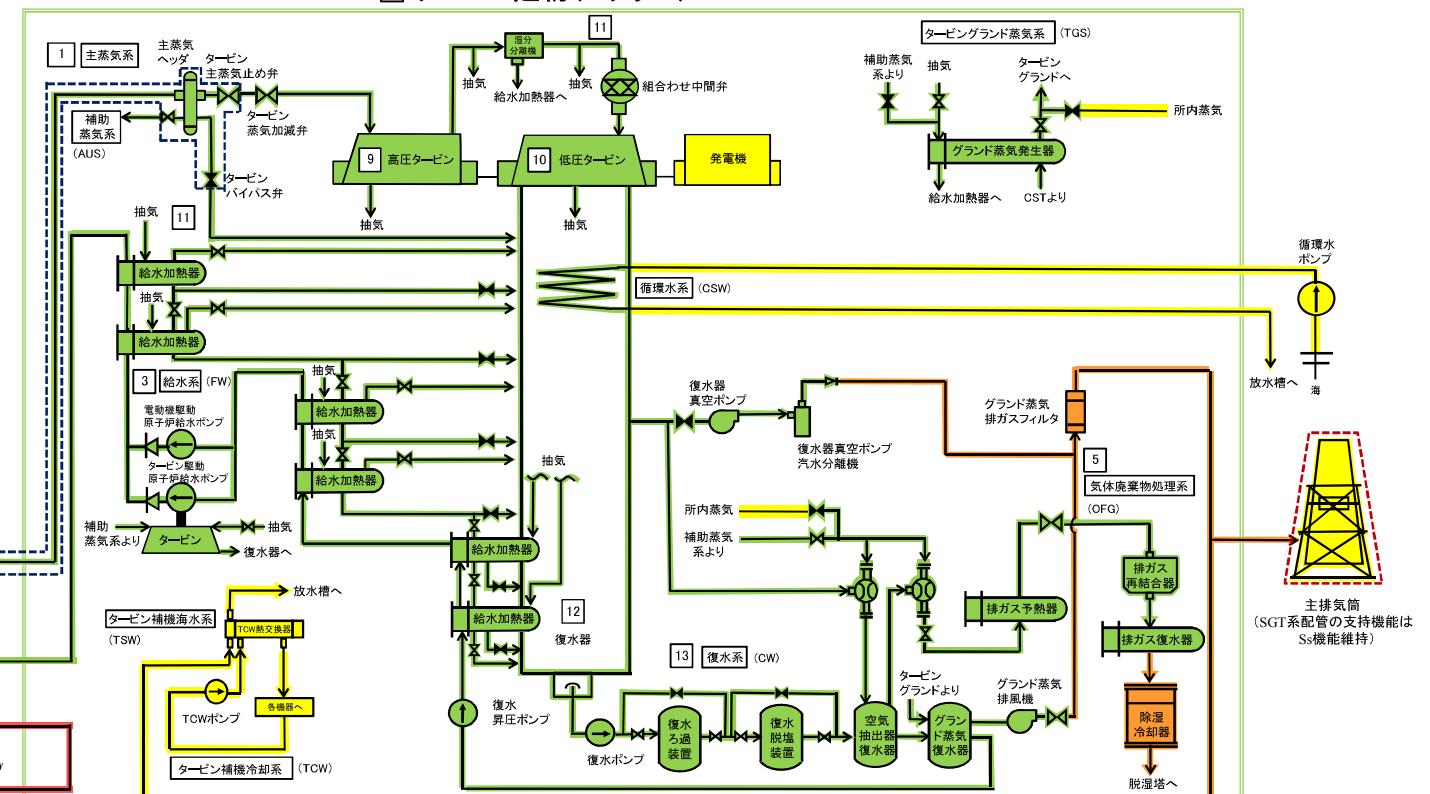 11
1
主蒸気系
主蒸気
ヘッダ
タービン
主蒸気止め弁
タービン
蒸気加減弁
補助
蒸気系
(AUS)
タービン
バイパス弁
湿分
分離機
抽気
給水加熱器へ
抽気
組合わせ中間弁
9
高圧タービン
10
低圧タービン
発電機
抽気
抽気
タービングランド蒸気系
(TGS)
補助蒸気
系より
抽気
タービン
グランドへ
所内蒸気
グランド蒸気発生器
給水加熱器へ
CSTより
抽気
11
給水加熱器
抽気
給水加熱器
循環水系
(CSW)
循環水
ポンプ
放水槽へ
海
3
給水系
(FW)
抽気
給水加熱器
抽気
給水加熱器
電動機駆動
原子炉給水ポンプ
タービン駆動
原子炉給水ポンプ
補助
蒸気系より
タービン
抽気
復水器へ
抽気
給水加熱器
給水加熱器
12
復水器
復水器
真空ポンプ
復水器真空ポンプ
汽水分離機
グランド蒸気
排ガスフィルタ
5
気体廃棄物処理系
(OFG)
所内蒸気
補助蒸気
系より
排ガス予熱器
排ガス
再結合器
排ガス復水器
除湿
冷却器
脱湿塔へ
主排気筒
(SGT系配管の支持機能は
Ss機能維持)
タービン補機海水系
(TSW)
放水槽へ
TCW熱交換器
TCWポンプ
各機器へ
タービン補機冷却系
(TCW)
復水
昇圧ポンプ
13
復水系
(CW)
復水ポンプ
復水
ろ過
装置
復水
脱塩
装置
空気
抽出器
復水器
タービン
グランドより
グラン
ド蒸気
復水器
グランド蒸気
排風機